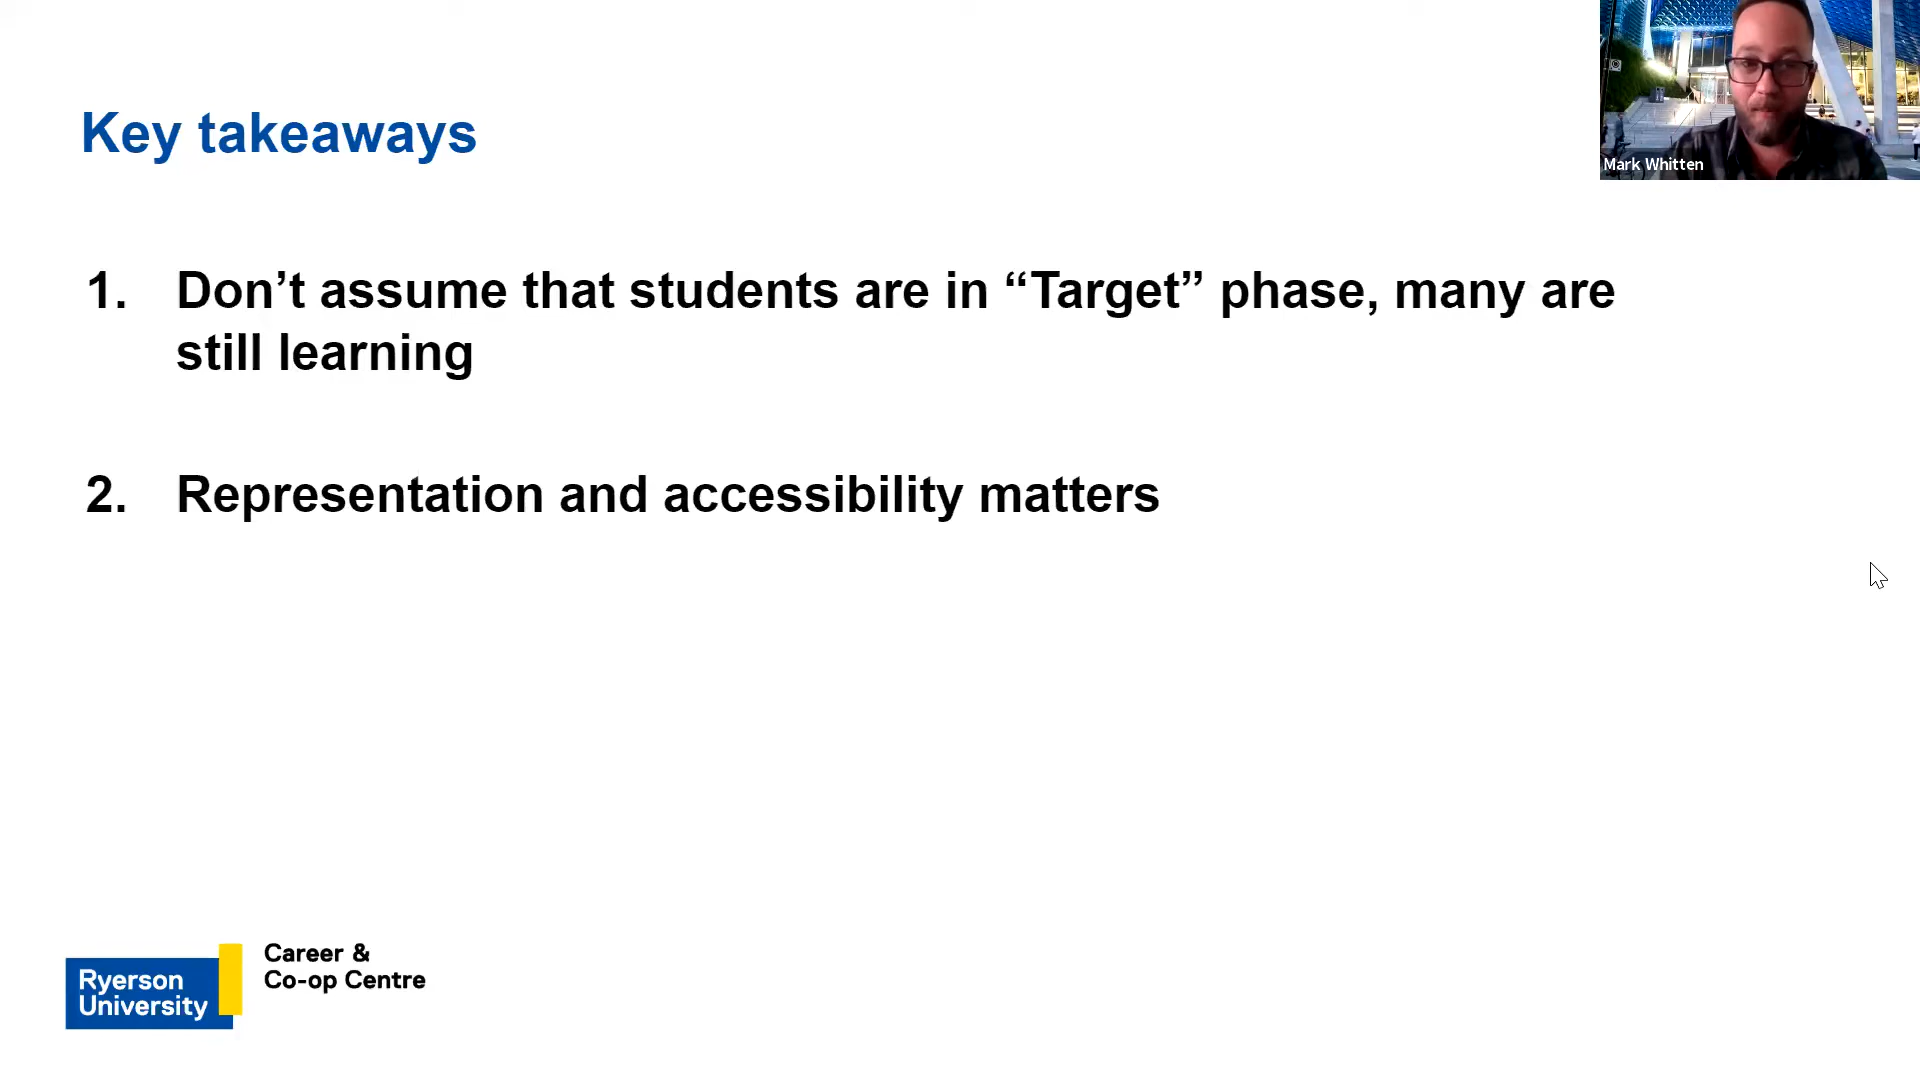 Key takeaways
Mark Whitten
1. Don’t assume that students are in “Target” phase, many are
still learning
2. Representation and accessibility matters
Ryerson
University
Career &
Co-op Centre